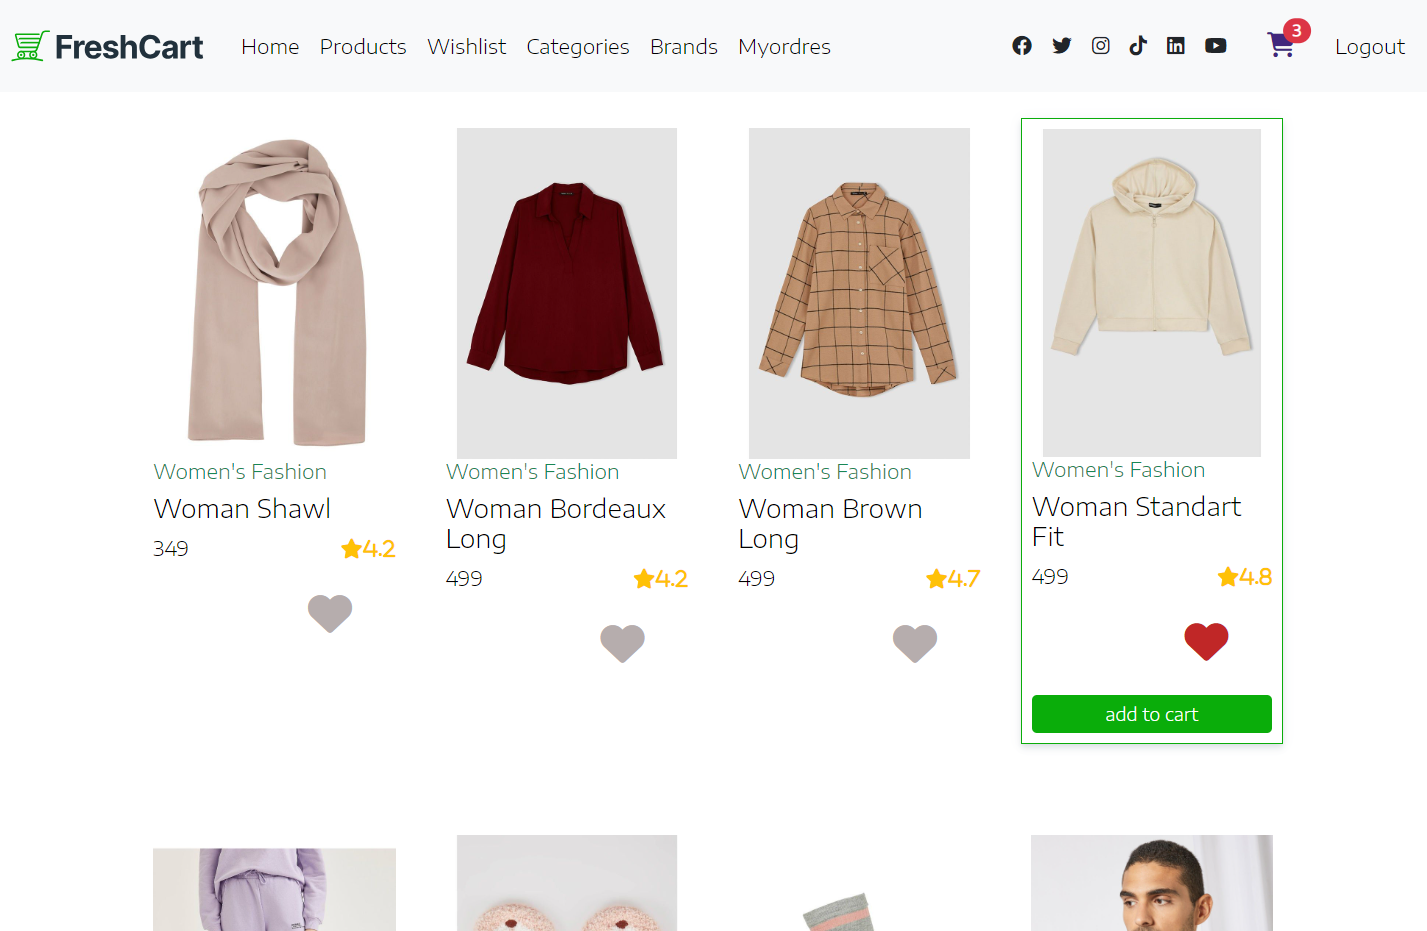 FreshCart
Home Products Wishlist Categories Brands Myordres
3
Logout
Women's Fashion
Woman Shawl
349
4.2
Women's Fashion
Woman Bordeaux
Long
499
4.2
Women's Fashion
Woman Brown
Long
499
4.7
Women's Fashion
Woman Standart
Fit
499
4.8
add to cart